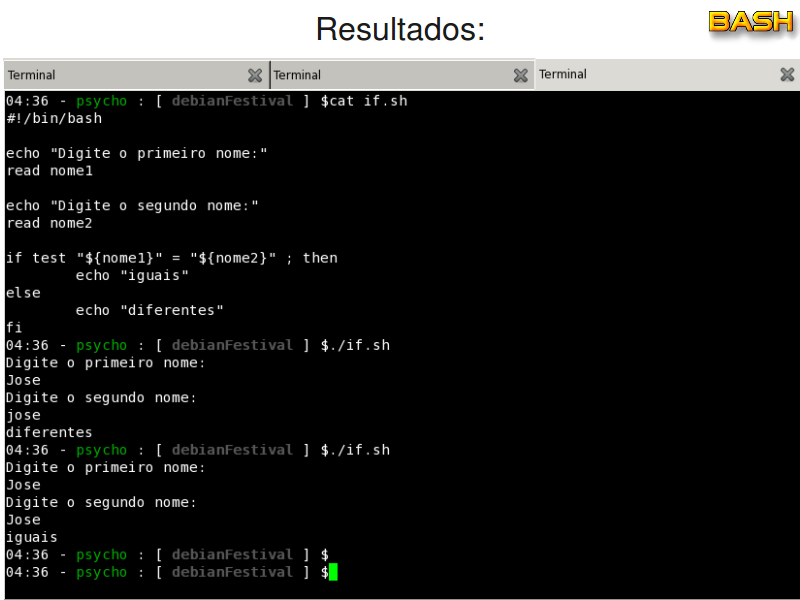 Resultados:
BASH
Terminal
Terminal
Terminal
04:36 - psycho : [ debianFestival ] $cat if.sh
#!/bin/bash
echo "Digite o primeiro nome:"
read nome1
echo "Digite o segundo nome:"
read nome2
if test "${nome1}" = "${nome2}" ; then
        echo "iguais"
else
        echo "diferentes"
fi
04:36 - psycho : [ debianFestival ] $./if.sh
Digite o primeiro nome:
Jose
Digite o segundo nome:
jose
diferentes
04:36 - psycho : [ debianFestival ] $./if.sh
Digite o primeiro nome:
Jose
Digite o segundo nome:
Jose
iguais
04:36 - psycho : [ debianFestival ] $
04:36 - psycho : [ debianFestival ] $